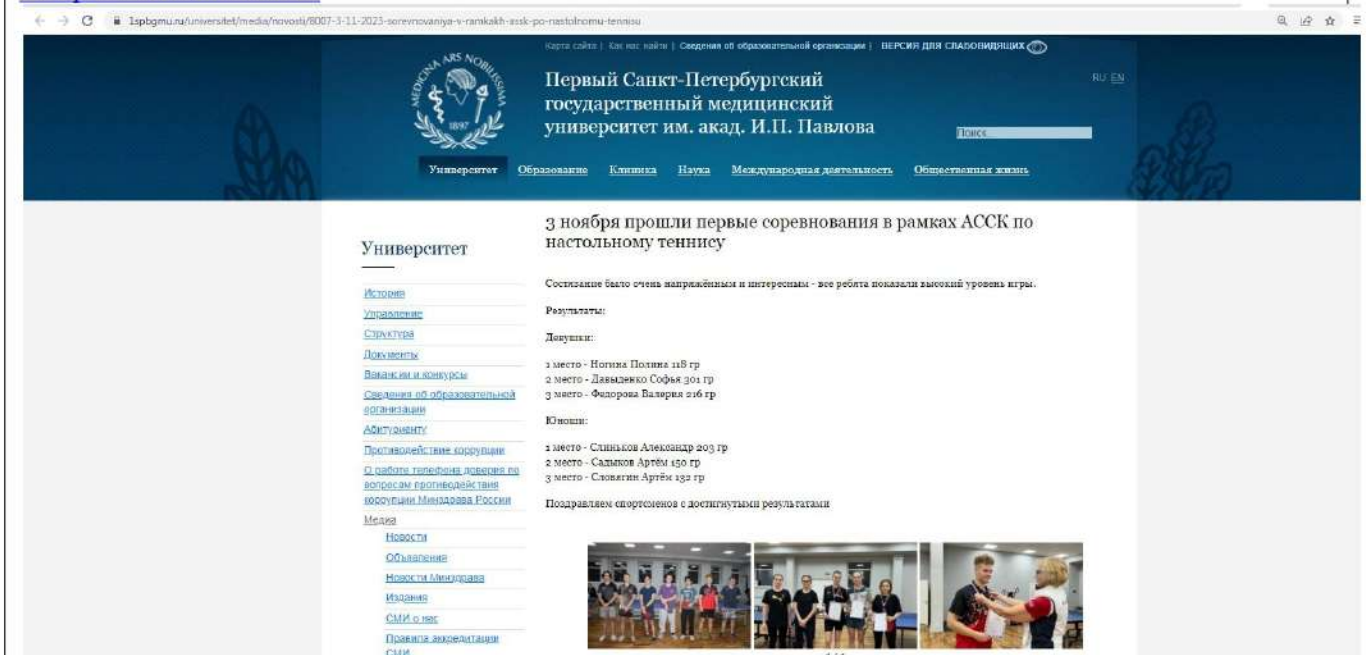 1spbgmu.ru/universitet/media/novosti/8007-3-11-2023-sorevnovaniya-v-ramkakh-assk-po-nastolnomu-tennisu
Карта сайта | Как нас найти | Сведения об образовательной организации | ВЕРСИЯ ДЛЯ СЛАБОВИДЯЩИХ
MEDICINA ARS NOBILISSIMA
1897
Первый Санкт-Петербургский
государственный медицинский
университет им. акад. И.П. Павлова
RU EN
Поиск...
Университет Образование Клиника Наука Международная деятельность Общественная жизнь
Университет
История
Управление
Структура
Документы
Вакансии и конкурсы
Сведения об образовательной
организации
Абитуриенту
Противодействие коррупции
О работе телефона доверия по
вопросам противодействия
коррупции Минздрава России
Медиа
Новости
Объявления
Новости Минздрава
Издания
СМИ о нас
Правила аккредитации
СМИ
3 ноября прошли первые соревнования в рамках АССК по
настольному теннису
Состязание было очень напряжённым и интересным - все ребята показали высокий уровень игры.
Результаты:
Девушки:
1 место - Ногина Полина 118 гр
2 место - Давыденко Софья 301 гр
3 место - Федорова Валерия 216 гр
Юноши:
1 место - Слиньков Александр 203 гр
2 место - Садыков Артём 150 гр
3 место - Словягин Артём 132 гр
Поздравляем спортсменов с достигнутыми результатами